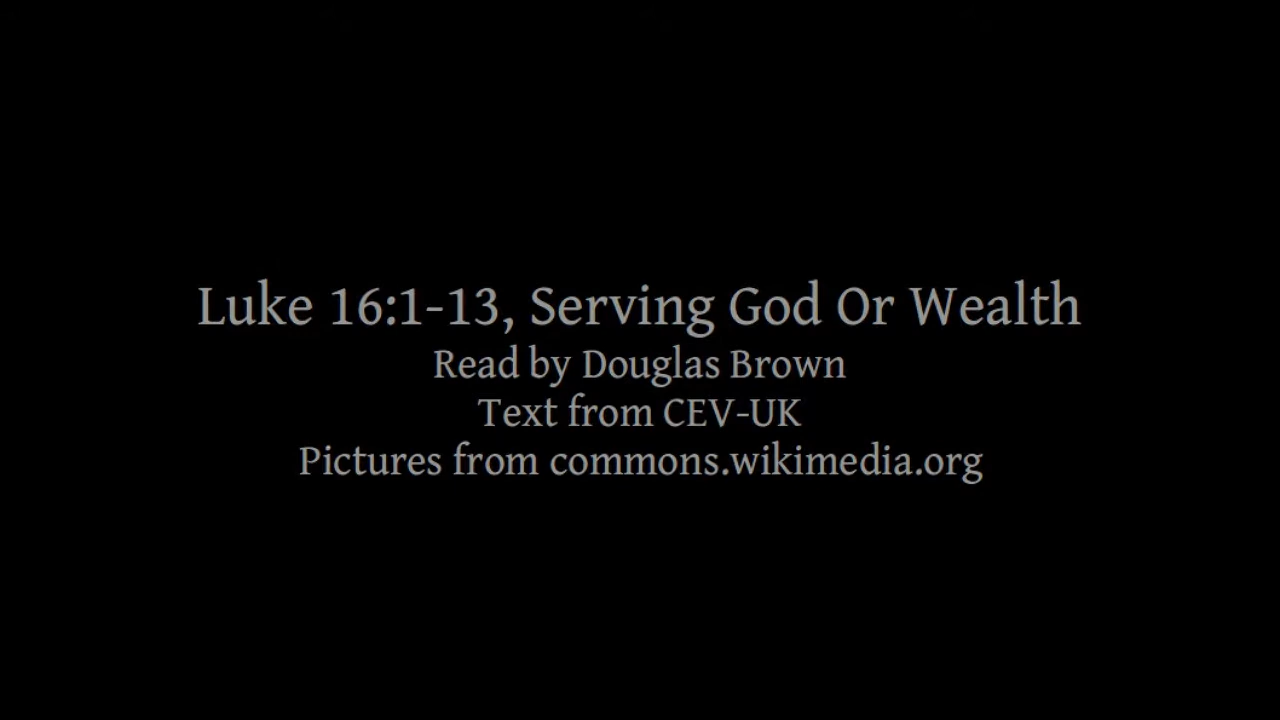 Luke 16:1-13, Serving God Or Wealth
Read by Douglas Brown
Text from CEV-UK
Pictures from commons.wikimedia.org